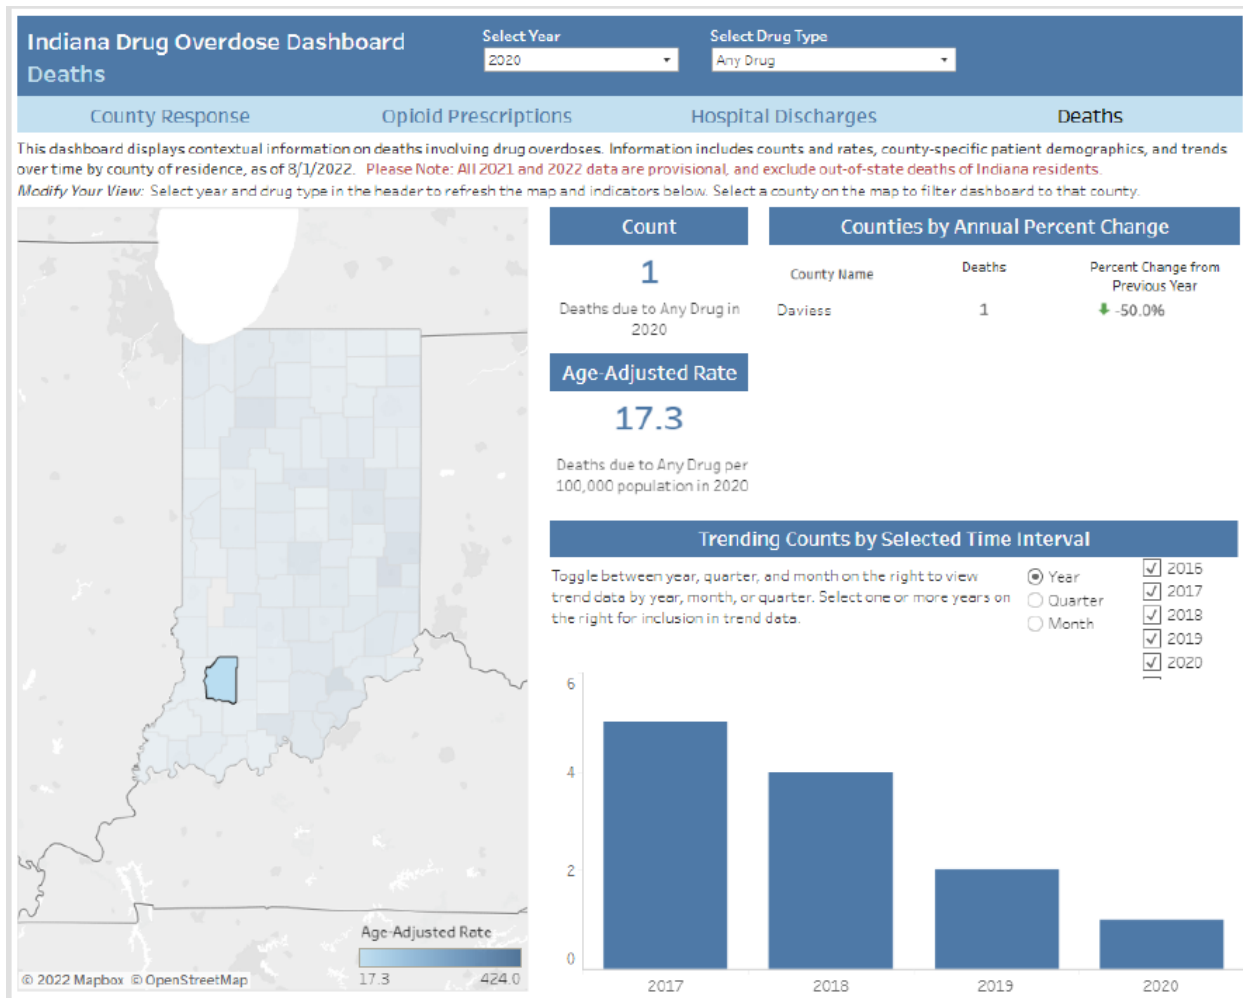 Indiana Drug Overdose Dashboard
Deaths
Select Year
2020
Select Drug Type
Any Drug
County Response
Opioid Prescriptions
Hospital Discharges
Deaths
This dashboard displays contextual information on deaths involving drug overdoses. Information includes counts and rates, county-specific patient demographics, and trends
over time by county of residence, as of 8/1/2022. Please Note: All 2021 and 2022 data are provisional, and exclude out-of-state deaths of Indiana residents.
Modify Your View: Select year and drug type in the header to refresh the map and indicators below. Select a county on the map to filter dashboard to that county.
Count
1
Deaths due to Any Drug in
2020
Age-Adjusted Rate
17.3
Deaths due to Any Drug per
100,000 population in 2020
Counties by Annual Percent Change
County Name
Deaths
Percent Change from
Previous Year
Daviess
1
-50.0%
Trending Counts by Selected Time Interval
Toggle between year, quarter, and month on the right to view
trend data by year, month, or quarter. Select one or more years on
the right for inclusion in trend data.
Year
Quarter
Month
2016
2017
2018
2019
2020
6
4
2
0
2017
2018
2019
2020
Age-Adjusted Rate
17.3
424.0
© 2022 Mapbox © OpenStreetMap